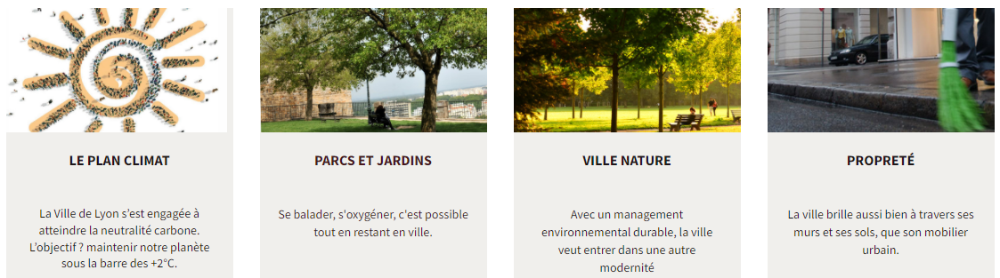 LE PLAN CLIMAT
La Ville de Lyon s’est engagée à
atteindre la neutralité carbone.
L’objectif ? maintenir notre planète
sous la barre des +2°C.
PARCS ET JARDINS
Se balader, s'oxygéner, c'est possible
tout en restant en ville.
VILLE NATURE
Avec un management
environnemental durable, la ville
veut entrer dans une autre
modernité
PROPRETÉ
La ville brille aussi bien à travers ses
murs et ses sols, que son mobilier
urbain.